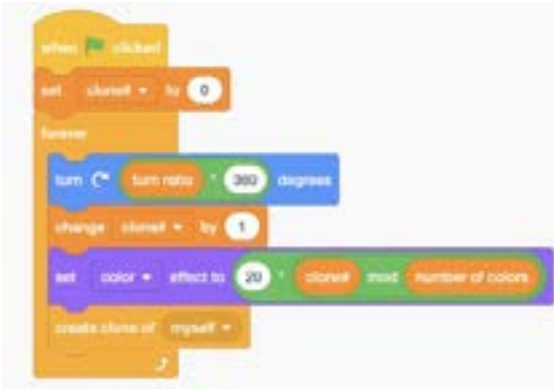 when clicked
set clone# to 0
forever
turn turn ratio * 360 degrees
change clone# by 1
set color effect to 20 * clone# mod number of colors
create clone of myself